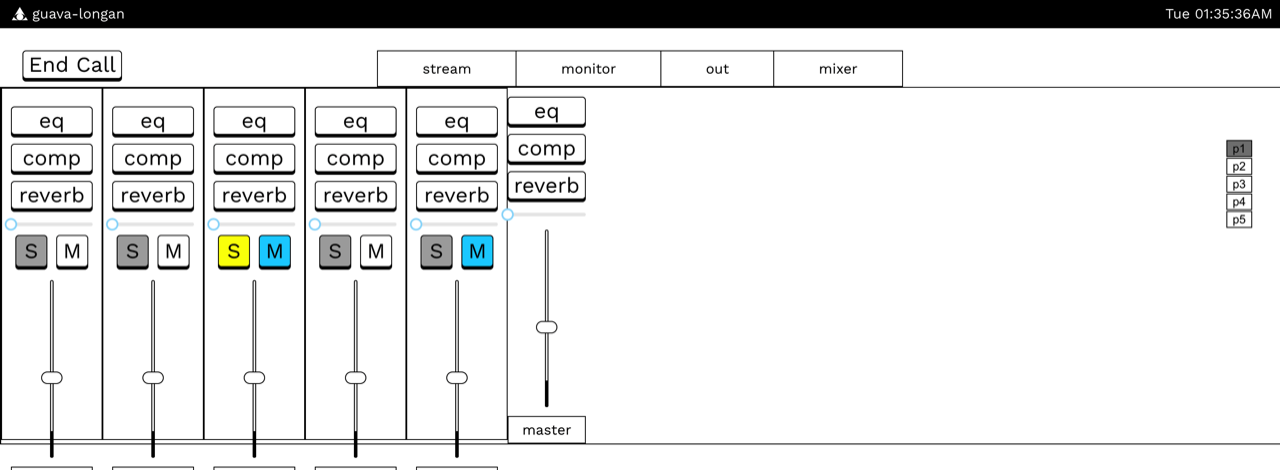 guava-longan
Tue 01:35:36AM
End Call
stream monitor out mixer
eq eq eq eq eq eq
comp comp comp comp comp comp
reverb reverb reverb reverb reverb reverb
S M S M S M S M S M
master
p1
p2
p3
p4
p5